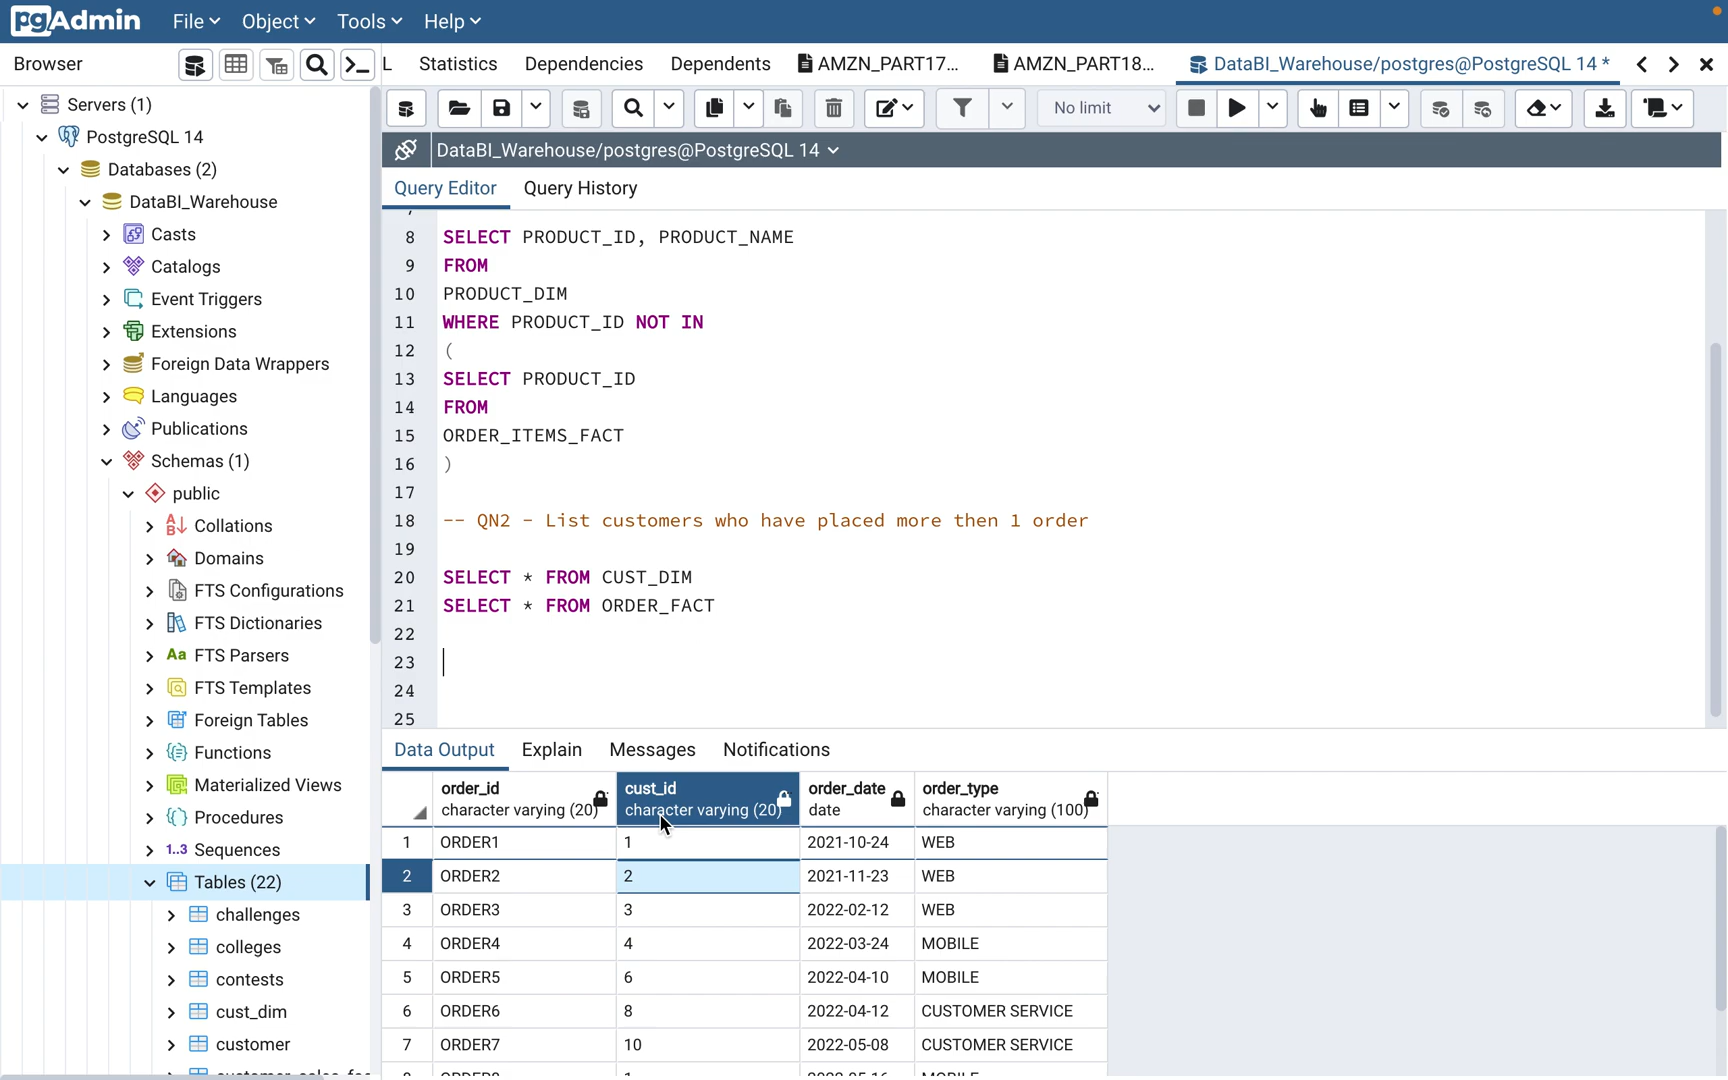 pgAdmin File Object Tools Help
Browser L Statistics Dependencies Dependents AMZN_PART17... AMZN_PART18... DataBI_Warehouse/postgres@PostgreSQL 14 *
No limit
DataBI_Warehouse/postgres@PostgreSQL 14
Query Editor Query History
Servers (1)
PostgreSQL 14
Databases (2)
DataBI_Warehouse
Casts
Catalogs
Event Triggers
Extensions
Foreign Data Wrappers
Languages
Publications
Schemas (1)
public
Collations
Domains
FTS Configurations
FTS Dictionaries
FTS Parsers
FTS Templates
Foreign Tables
Functions
Materialized Views
Procedures
1..3 Sequences
Tables (22)
challenges
colleges
contests
cust_dim
customer
8 SELECT PRODUCT_ID, PRODUCT_NAME
9 FROM
10 PRODUCT_DIM
11 WHERE PRODUCT_ID NOT IN
12 (
13 SELECT PRODUCT_ID
14 FROM
15 ORDER_ITEMS_FACT
16 )
17
18 -- QN2 - List customers who have placed more then 1 order
19
20 SELECT * FROM CUST_DIM
21 SELECT * FROM ORDER_FACT
22
23
24
25
Data Output Explain Messages Notifications
order_id cust_id order_date order_type
character varying (20) character varying (20) date character varying (100)
1 ORDER1 1 2021-10-24 WEB
2 ORDER2 2 2021-11-23 WEB
3 ORDER3 3 2022-02-12 WEB
4 ORDER4 4 2022-03-24 MOBILE
5 ORDER5 6 2022-04-10 MOBILE
6 ORDER6 8 2022-04-12 CUSTOMER SERVICE
7 ORDER7 10 2022-05-08 CUSTOMER SERVICE